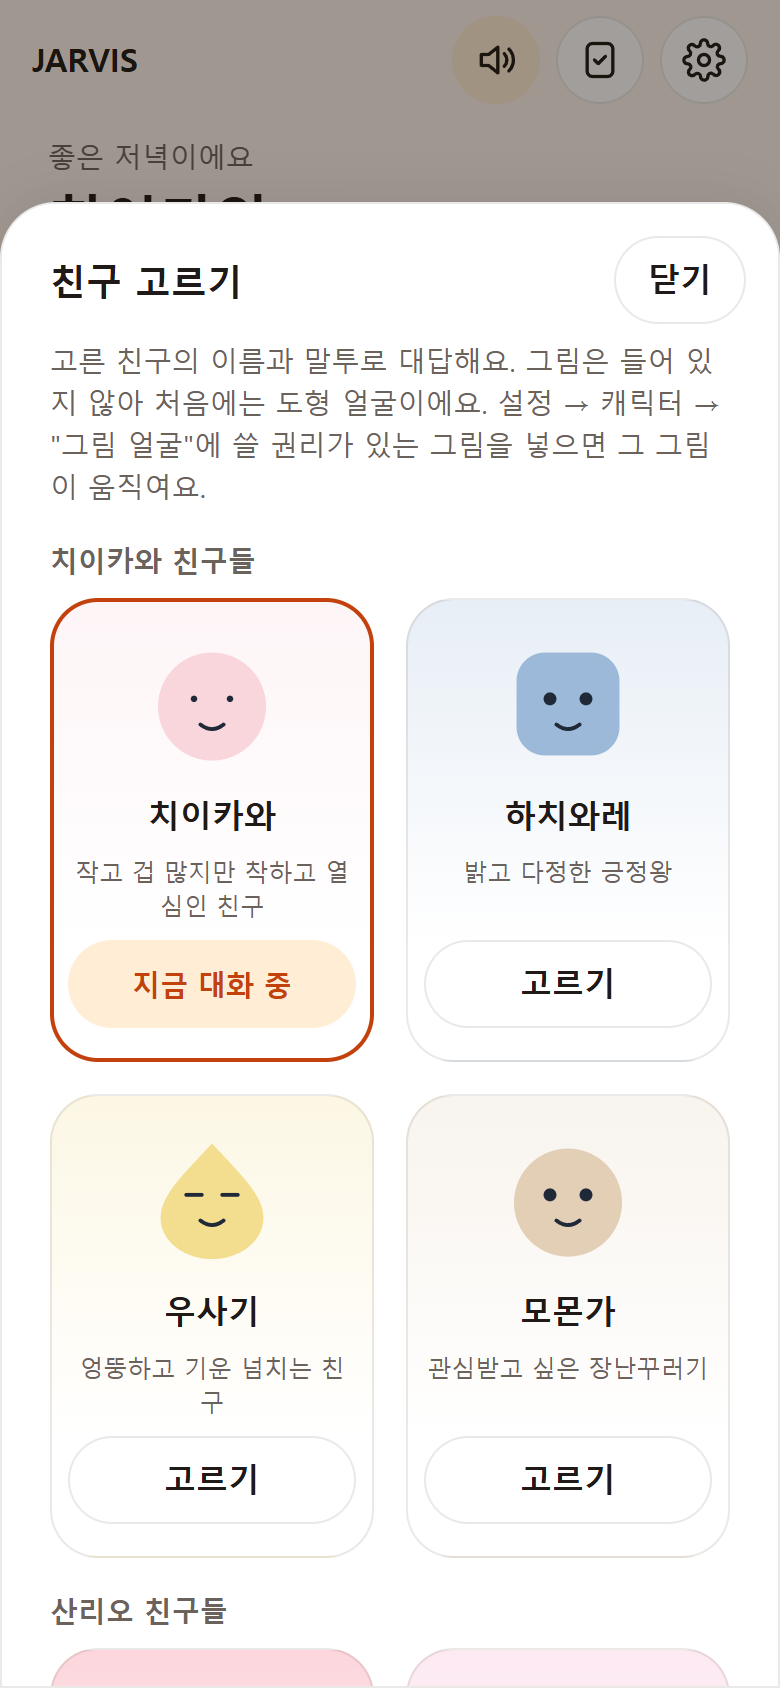 JARVIS
좋은 저녁이에요
친구 고르기
닫기
고른 친구의 이름과 말투로 대답해요. 그림은 들어 있
지 않아 처음에는 도형 얼굴이에요. 설정 → 캐릭터 →
"그림 얼굴"에 쓸 권리가 있는 그림을 넣으면 그 그림
이 움직여요.
치이카와 친구들
치이카와
작고 겁 많지만 착하고 열
심인 친구
지금 대화 중
하치와레
밝고 다정한 긍정왕
고르기
우사기
엉뚱하고 기운 넘치는 친
구
고르기
모몬가
관심받고 싶은 장난꾸러기
고르기
산리오 친구들